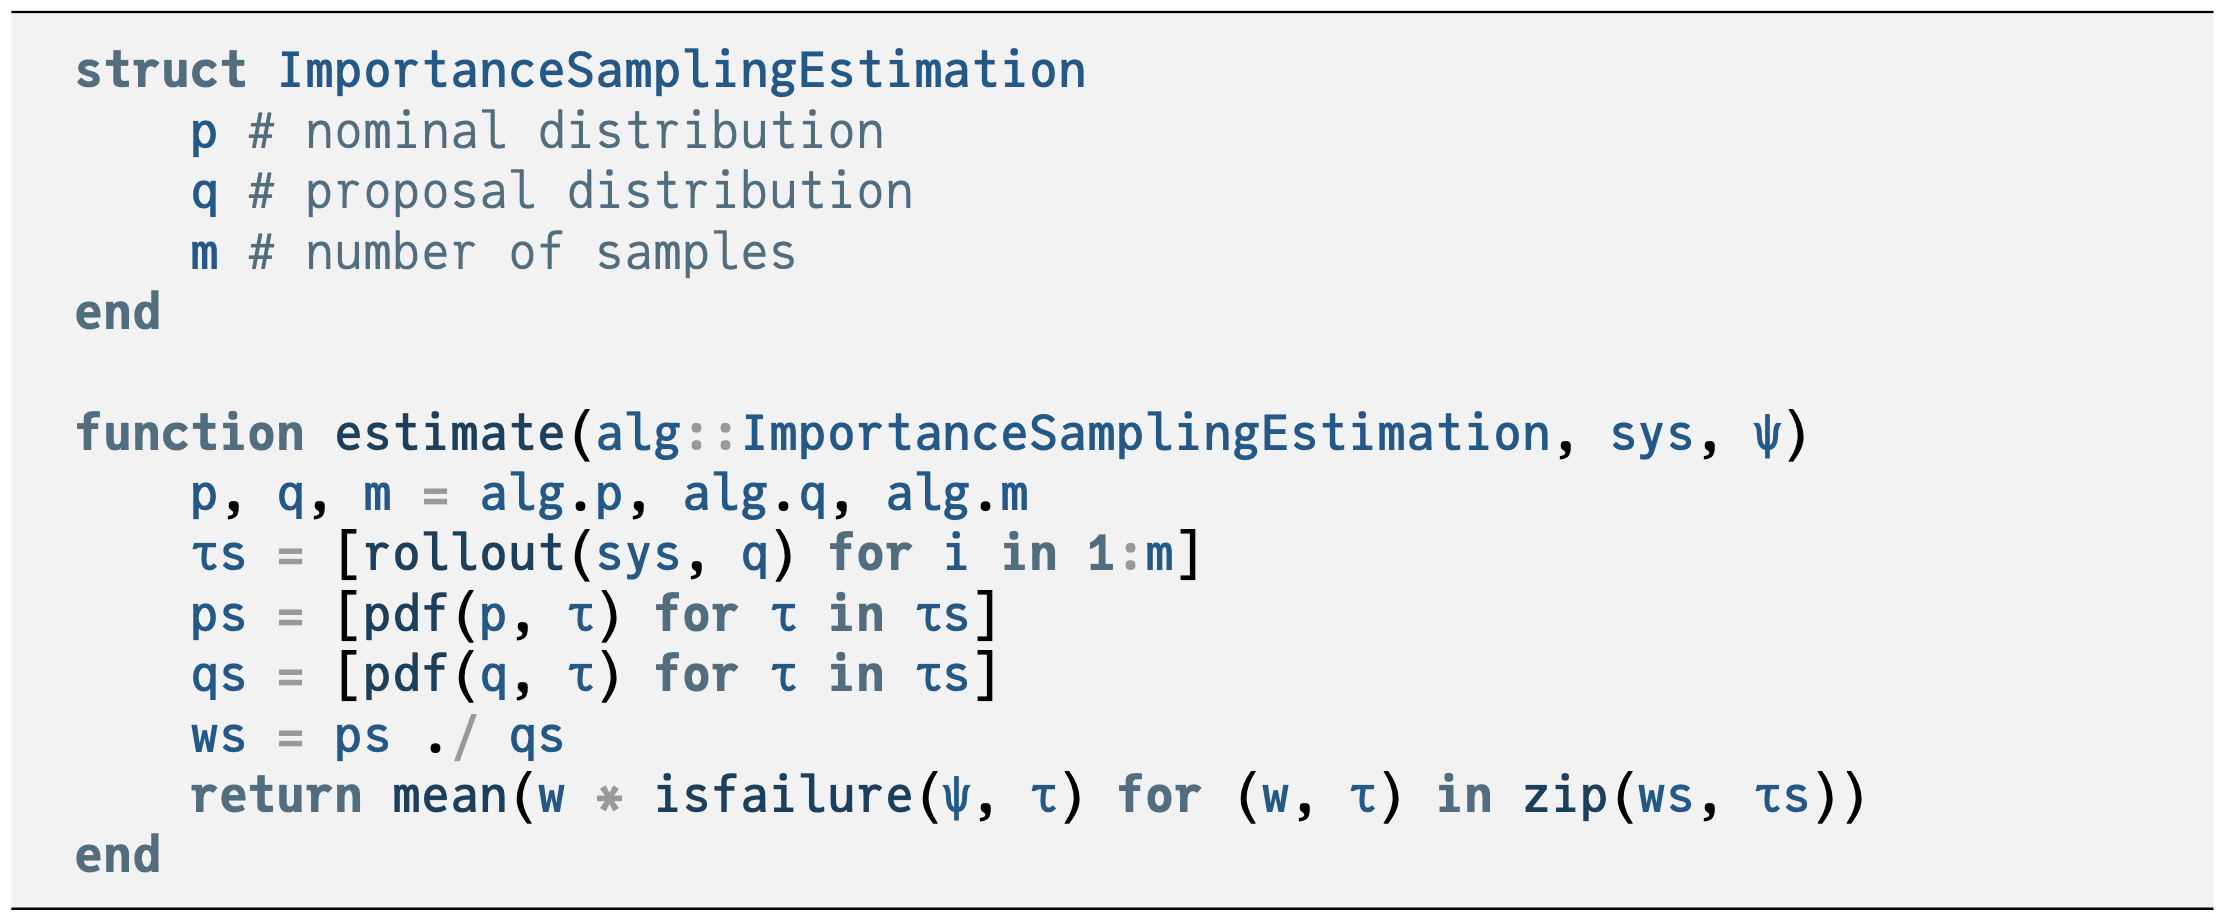 struct ImportanceSamplingEstimation
    p # nominal distribution
    q # proposal distribution
    m # number of samples
end

function estimate(alg::ImportanceSamplingEstimation, sys, ψ)
    p, q, m = alg.p, alg.q, alg.m
    τs = [rollout(sys, q) for i in 1:m]
    ps = [pdf(p, τ) for τ in τs]
    qs = [pdf(q, τ) for τ in τs]
    ws = ps ./ qs
    return mean(w * isfailure(ψ, τ) for (w, τ) in zip(ws, τs))
end